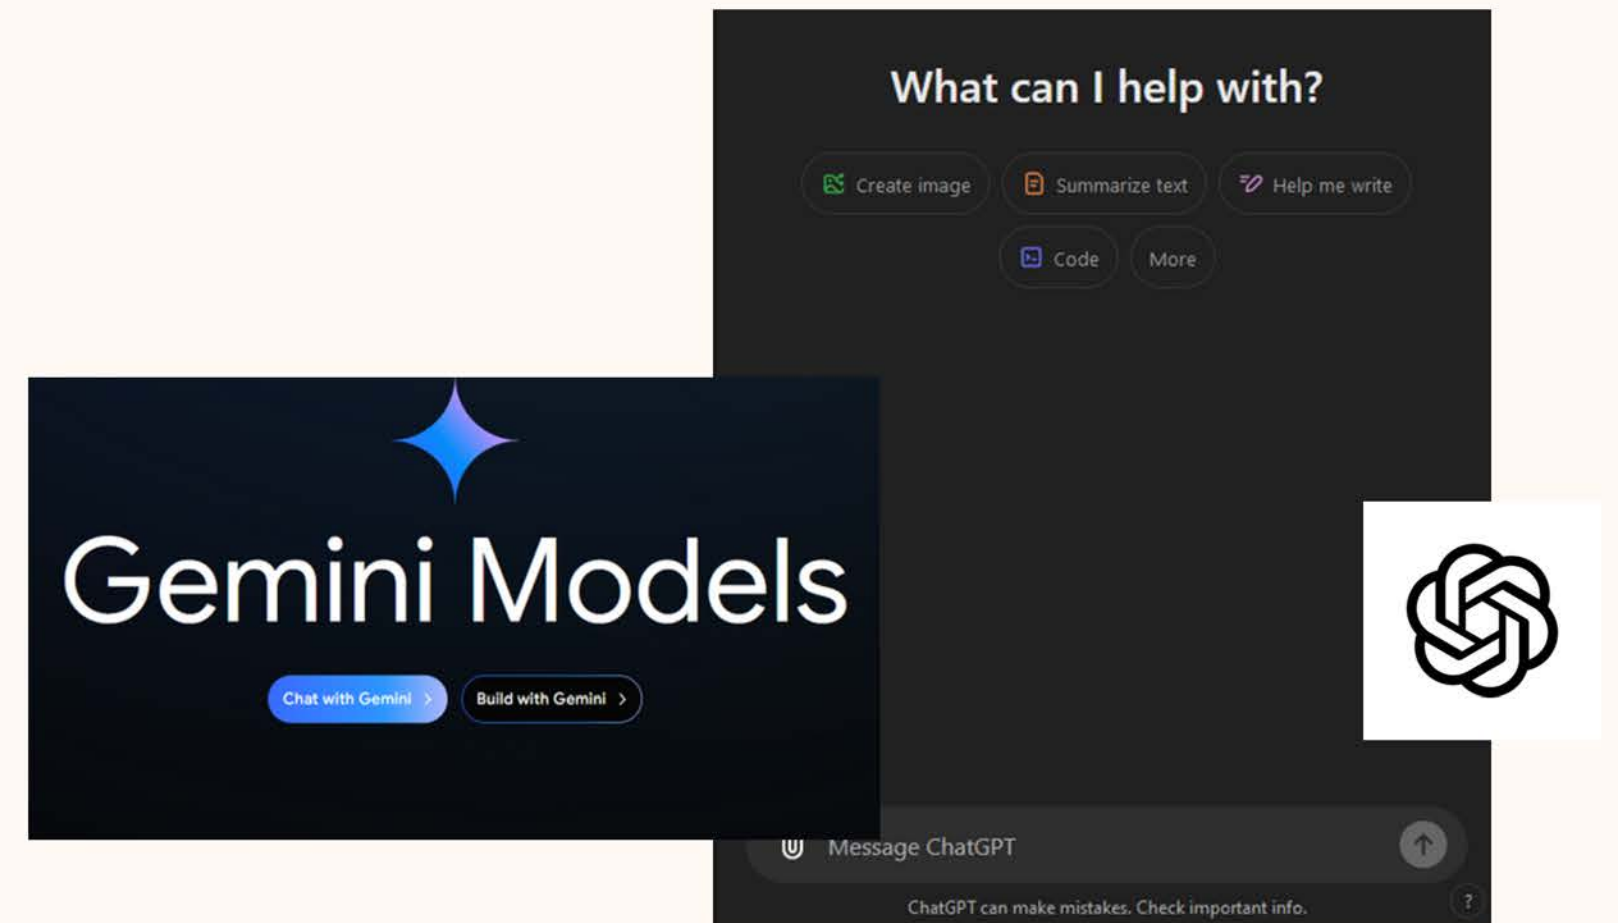 What can I help with?
Create image
Summarize text
Help me write
Code
More
Gemini Models
Chat with Gemini >
Build with Gemini >
Message ChatGPT
ChatGPT can make mistakes. Check important info.
?